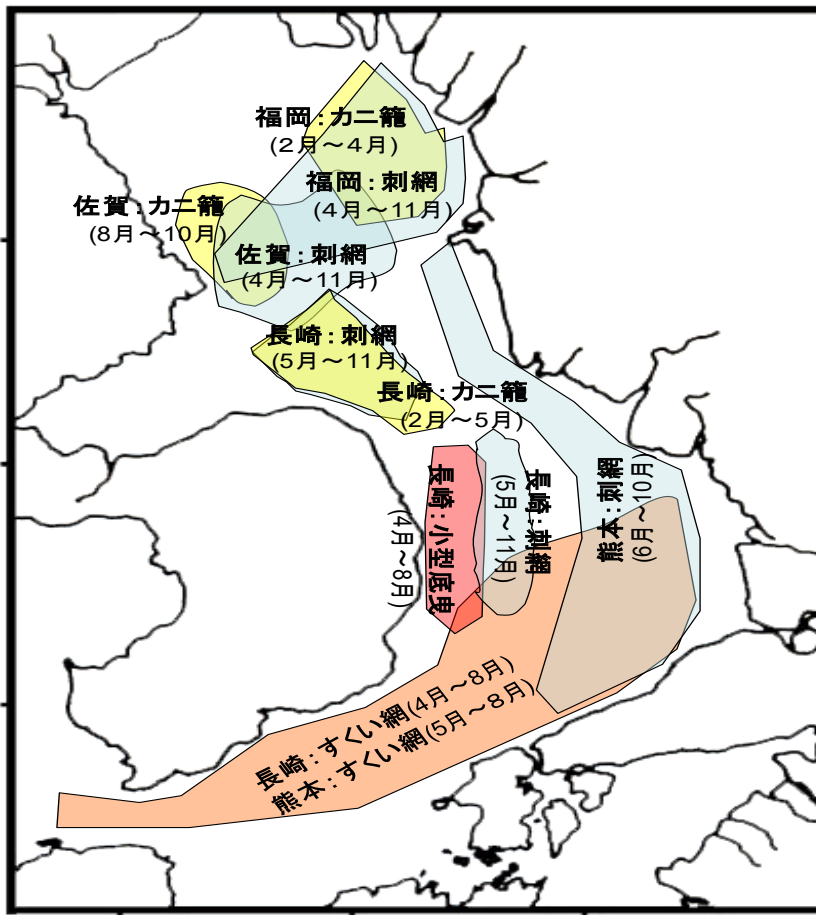 福岡：カニ籠
(2月～4月)
福岡：刺網
(4月～11月)
佐賀：カニ籠
(8月～10月)
佐賀：刺網
(4月～11月)
長崎：刺網
(5月～11月)
長崎：カニ籠
(2月～5月)
長崎：小型底曳
(4月～8月)
長崎：刺網
(5月～11月)
熊本：刺網
(6月～10月)
長崎：すくい網(4月～8月)
熊本：すくい網(5月～8月)